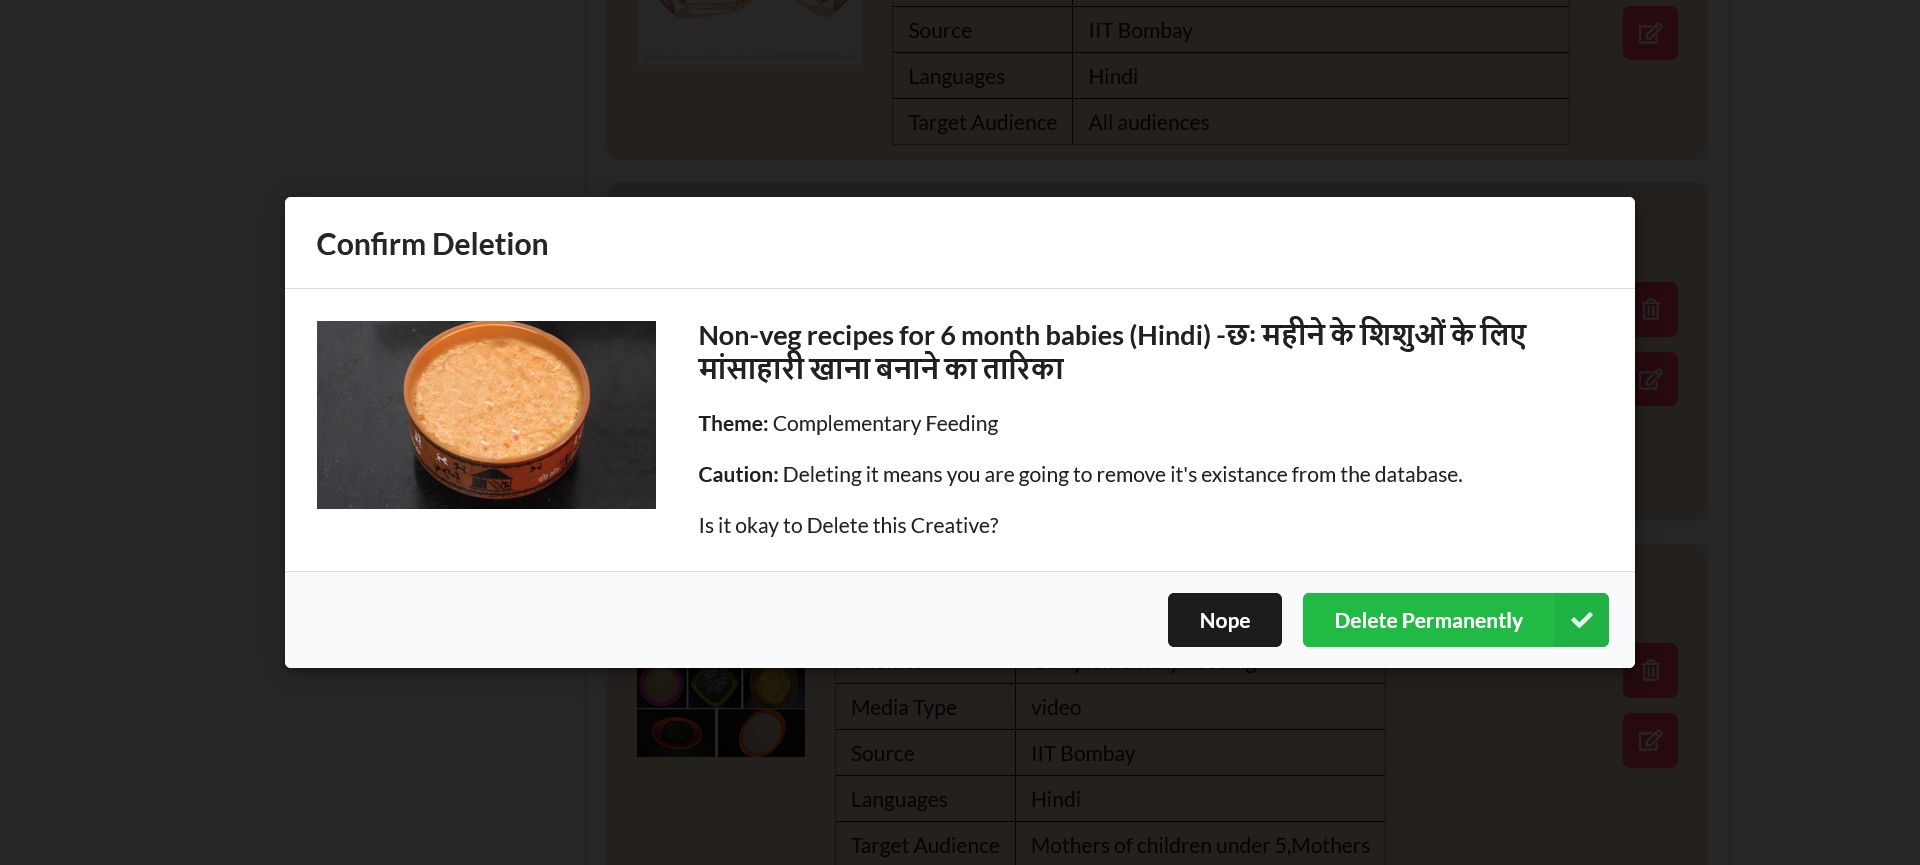 Source IIT Bombay
Languages Hindi
Target Audience All audiences
Confirm Deletion
Non-veg recipes for 6 month babies (Hindi) -छः महीने के शिशुओं के लिए
मांसाहारी खाना बनाने का तारिका
Theme: Complementary Feeding
Caution: Deleting it means you are going to remove it's existance from the database.
Is it okay to Delete this Creative?
Nope Delete Permanently
Media Type video
Source IIT Bombay
Languages Hindi
Target Audience Mothers of children under 5,Mothers